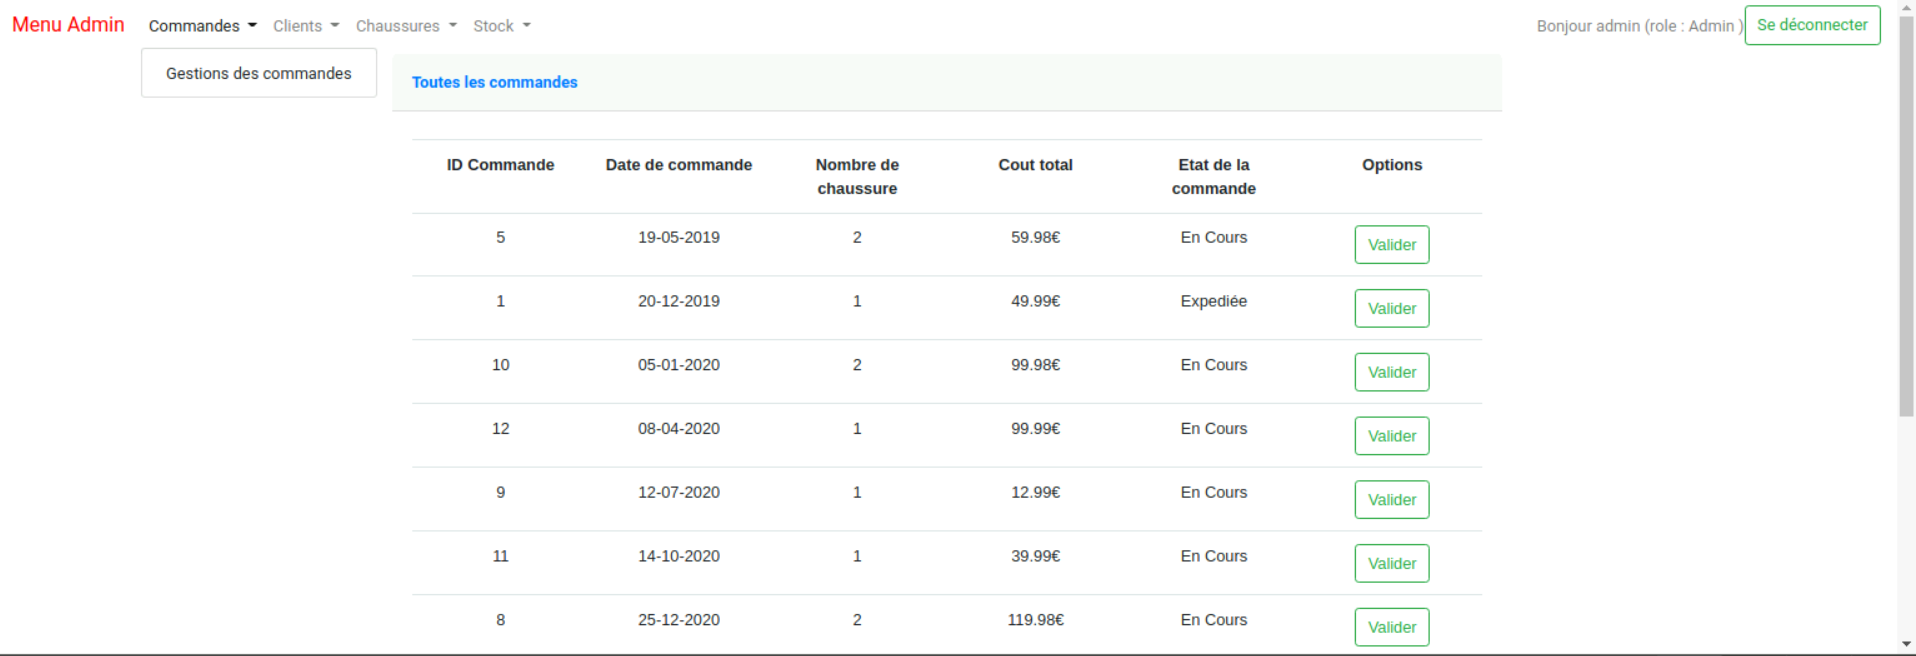 Menu Admin Commandes Clients Chaussures Stock Bonjour admin (role : Admin ) Se déconnecter
Gestions des commandes
Toutes les commandes
ID Commande Date de commande Nombre de chaussure Cout total Etat de la commande Options
5 19-05-2019 2 59.98€ En Cours Valider
1 20-12-2019 1 49.99€ Expediée Valider
10 05-01-2020 2 99.98€ En Cours Valider
12 08-04-2020 1 99.99€ En Cours Valider
9 12-07-2020 1 12.99€ En Cours Valider
11 14-10-2020 1 39.99€ En Cours Valider
8 25-12-2020 2 119.98€ En Cours Valider